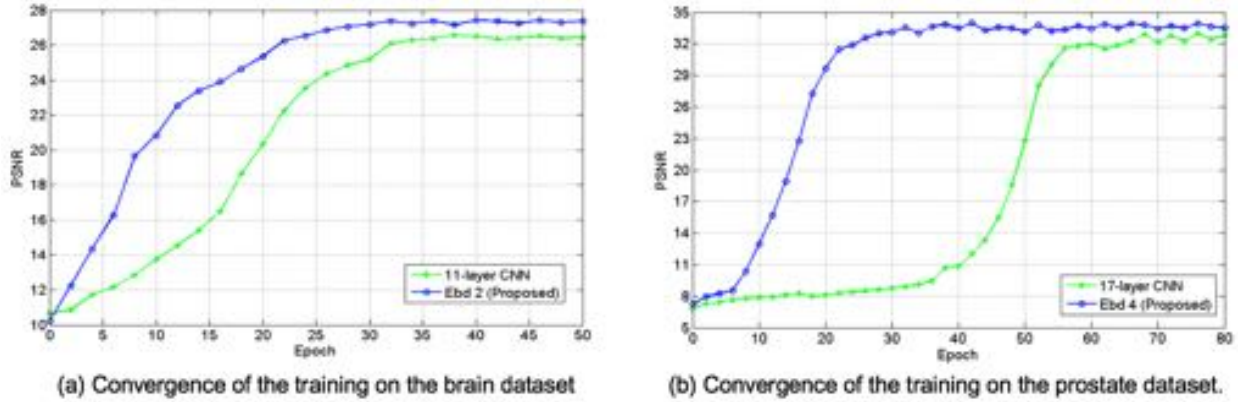 28
26
24
22
20
18
16
14
12
10
PSNR
0 5 10 15 20 25 30 35 40 45 50
Epoch
11-layer CNN
Ebd 2 (Proposed)
(a) Convergence of the training on the brain dataset
35
32
29
26
23
20
17
14
11
8
5
PSNR
0 10 20 30 40 50 60 70 80
Epoch
17-layer CNN
Ebd 4 (Proposed)
(b) Convergence of the training on the prostate dataset.